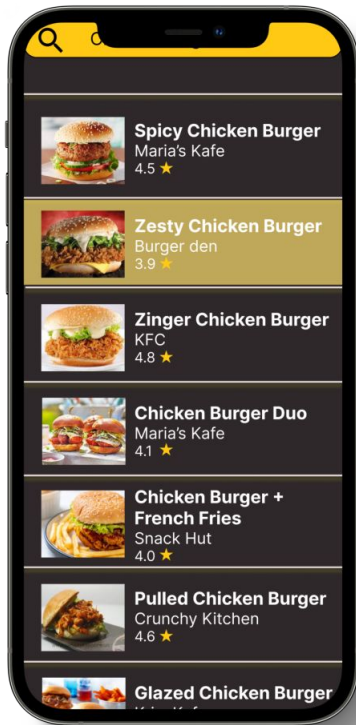 Spicy Chicken Burger
Maria's Kafe
4.5 ★
Zesty Chicken Burger
Burger den
3.9 ★
Zinger Chicken Burger
KFC
4.8 ★
Chicken Burger Duo
Maria's Kafe
4.1 ★
Chicken Burger +
French Fries
Snack Hut
4.0 ★
Pulled Chicken Burger
Crunchy Kitchen
4.6 ★
Glazed Chicken Burger